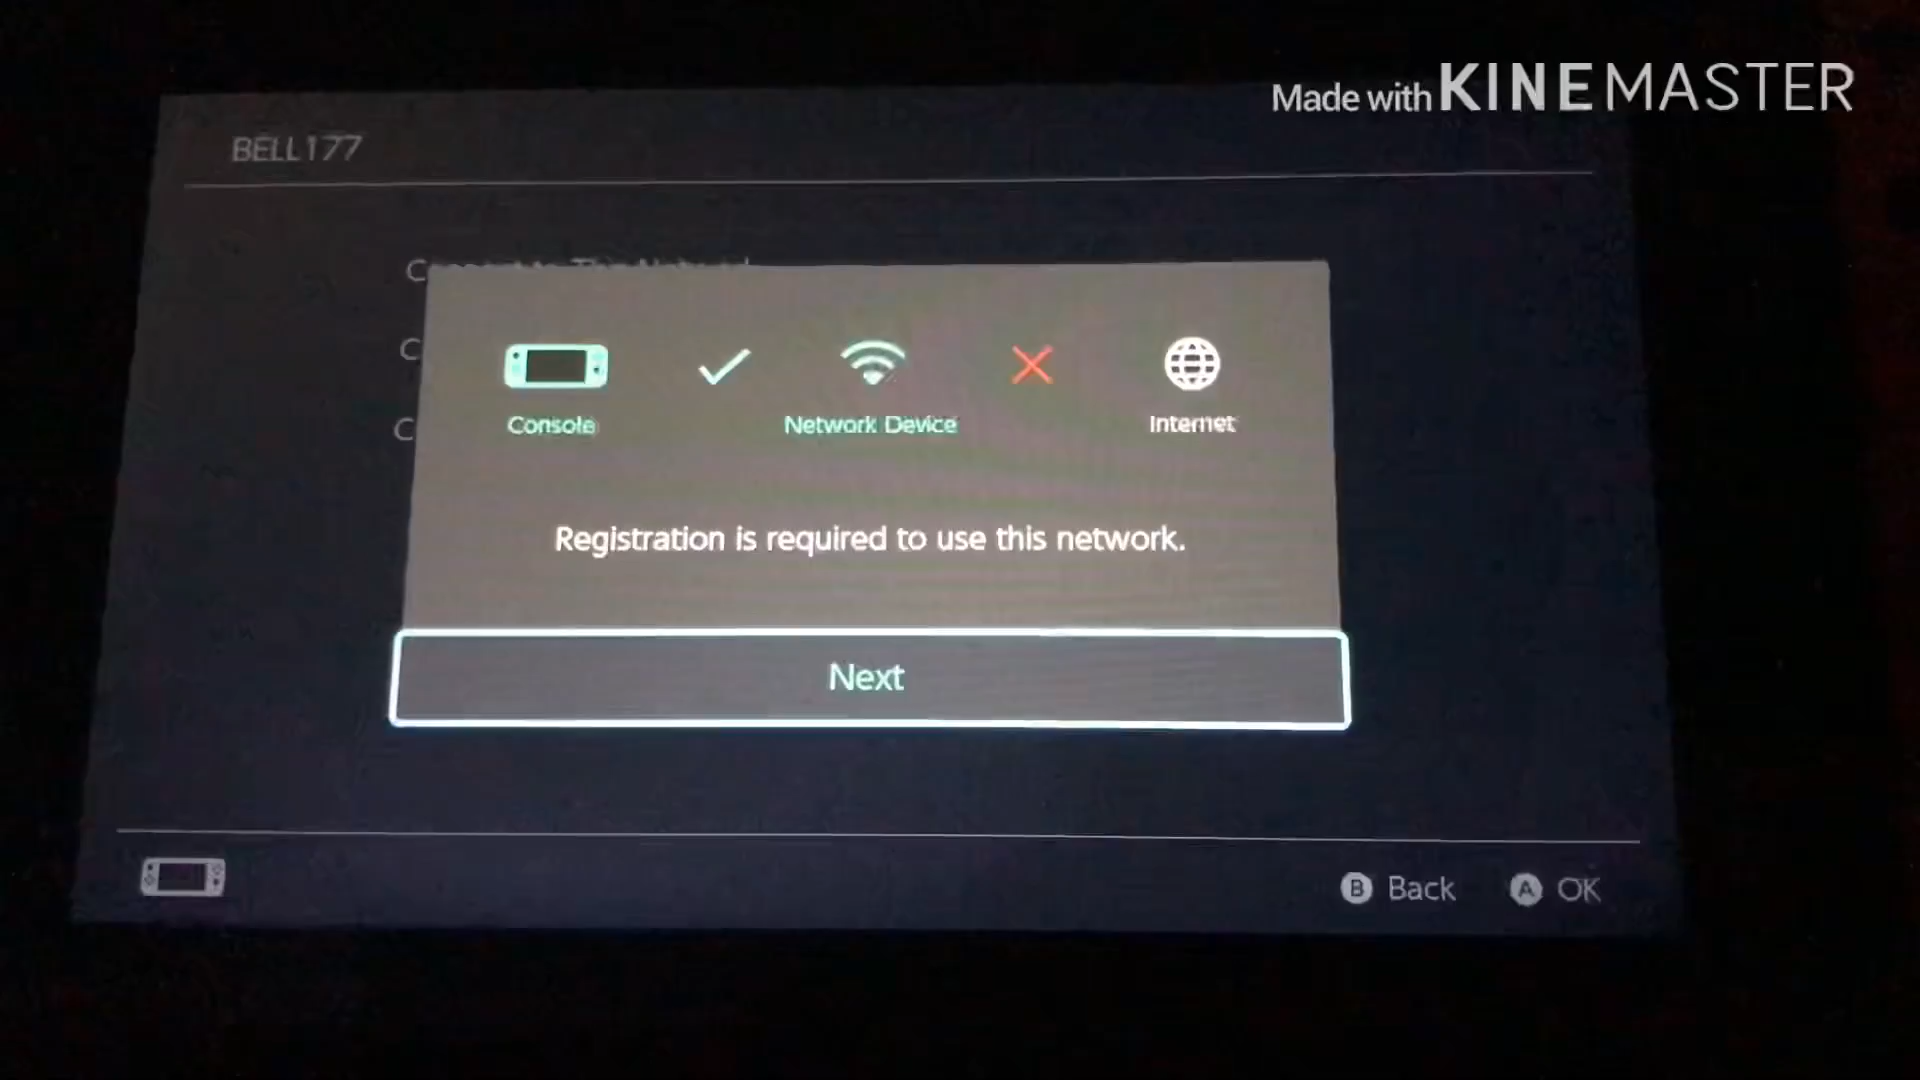 Made with KINEMASTER
BELL177
Console
Network Device
Internet
Registration is required to use this network.
Next
B Back
A OK